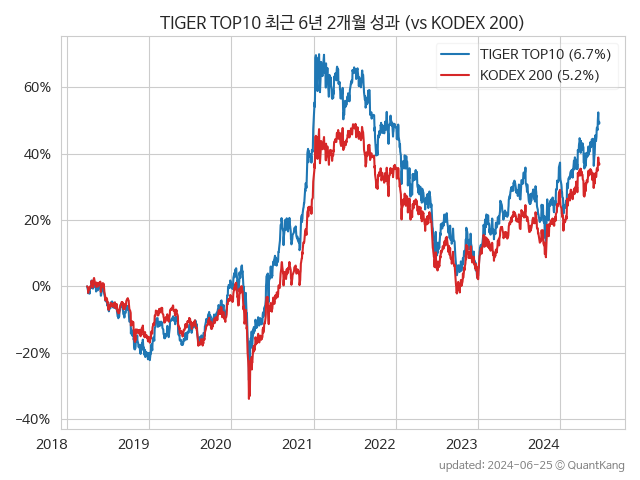 TIGER TOP10 최근 6년 2개월 성과 (vs KODEX 200)
TIGER TOP10 (6.7%)
KODEX 200 (5.2%)
60%
40%
20%
0%
−20%
−40%
2018 2019 2020 2021 2022 2023 2024
updated: 2024-06-25 ⓒ QuantKang